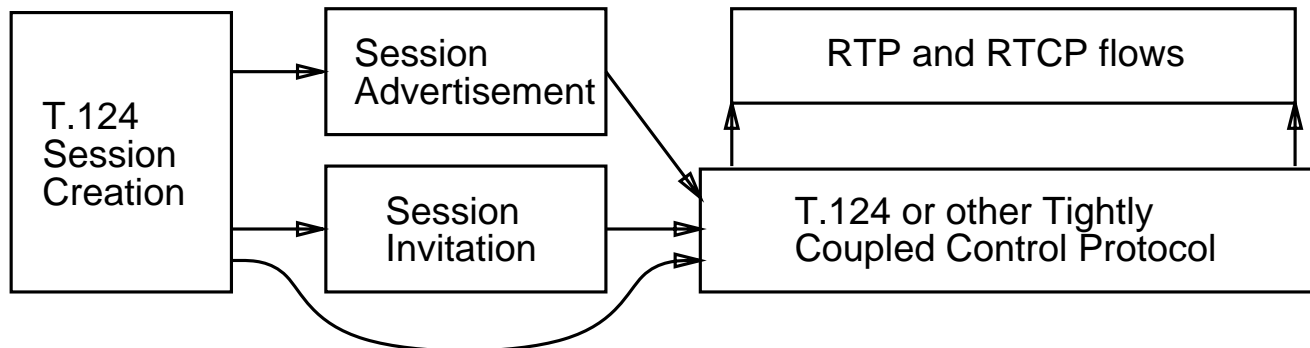 T.124
Session
Creation
Session
Advertisement
Session
Invitation
RTP and RTCP flows
T.124 or other Tightly
Coupled Control Protocol